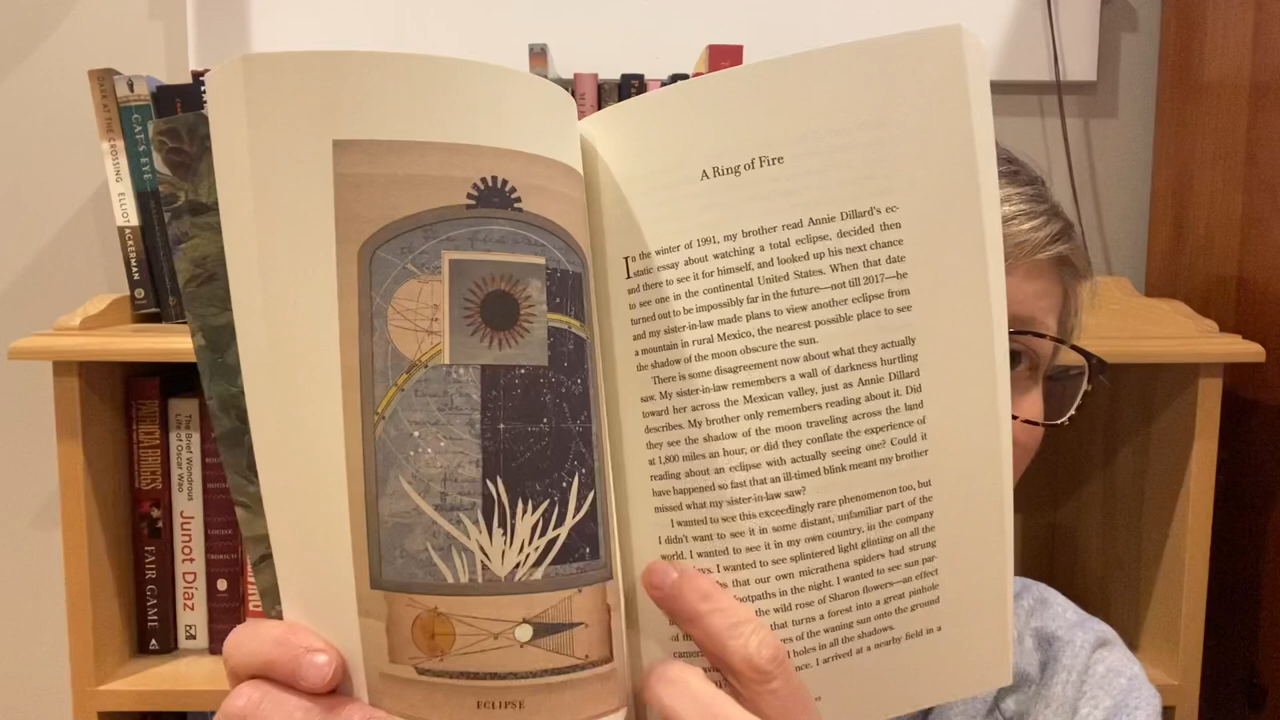 DARK AT THE CROSSING ELLIOT ACKERMAN
CAT'S EYE
PATRICIA BRIGGS
FAIR GAME
The Brief Wondrous
Life of Oscar Wao
Junot Díaz
LOUISE
ECLIPSE
A Ring of Fire
In the winter of 1991, my brother read Annie Dillard's ec-
static essay about watching a total eclipse, decided then
and there to see it for himself, and looked up his next chance
to see one in the continental United States. When that date
turned out to be impossibly far in the future—not till 2017—he
and my sister-in-law made plans to view another eclipse from
a mountain in rural Mexico, the nearest possible place to see
the shadow of the moon obscure the sun.
There is some disagreement now about what they actually
saw. My sister-in-law remembers a wall of darkness hurtling
toward her across the Mexican valley, just as Annie Dillard
describes. My brother only remembers reading about it. Did
they see the shadow of the moon traveling across the land
at 1,800 miles an hour, or did they conflate the experience of
reading about an eclipse with actually seeing one? Could it
have happened so fast that an ill-timed blink meant my brother
missed what my sister-in-law saw?
I wanted to see this exceedingly rare phenomenon too, but
I didn't want to see it in some distant, unfamiliar part of the
world. I wanted to see it in my own country, in the company
I wanted to see splintered light glinting on all the
that our own micrathena spiders had strung
footpaths in the night. I wanted to see sun par-
the wild rose of Sharon flowers—an effect
of th that turns a forest into a great pinhole
camera of the waning sun onto the ground
holes in all the shadows.
I arrived at a nearby field in a